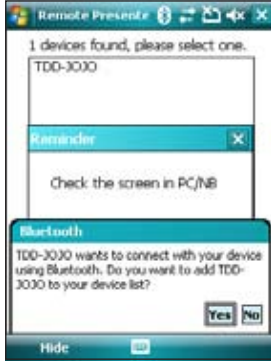 Remote Presente
1 devices found, please select one.
TDD-JOJO
Reminder
Check the screen in PC/NB
Bluetooth
TDD-JOJO wants to connect with your device
using Bluetooth. Do you want to add TDD-
JOJO to your device list?
Yes No
Hide